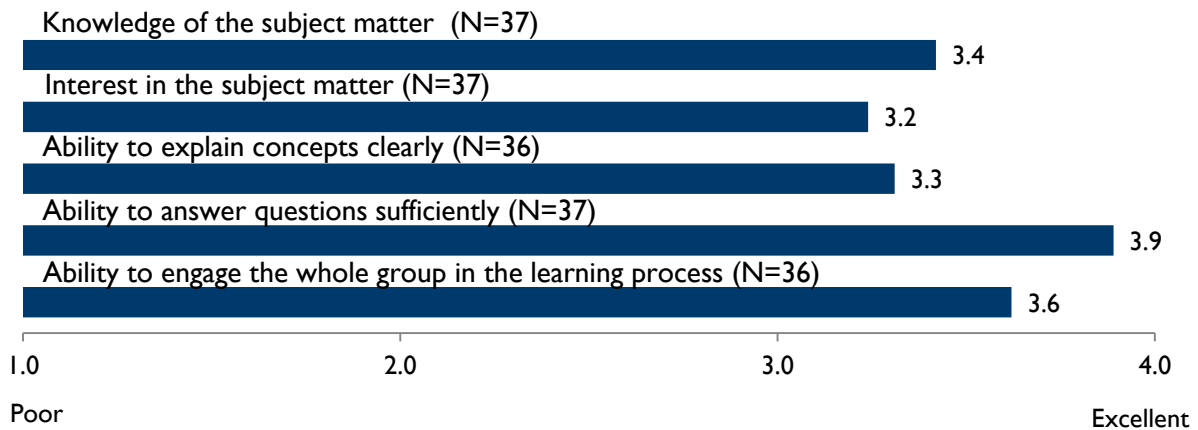 Knowledge of the subject matter (N=37)
3.4
Interest in the subject matter (N=37)
3.2
Ability to explain concepts clearly (N=36)
3.3
Ability to answer questions sufficiently (N=37)
3.9
Ability to engage the whole group in the learning process (N=36)
3.6
1.0 2.0 3.0 4.0
Poor Excellent